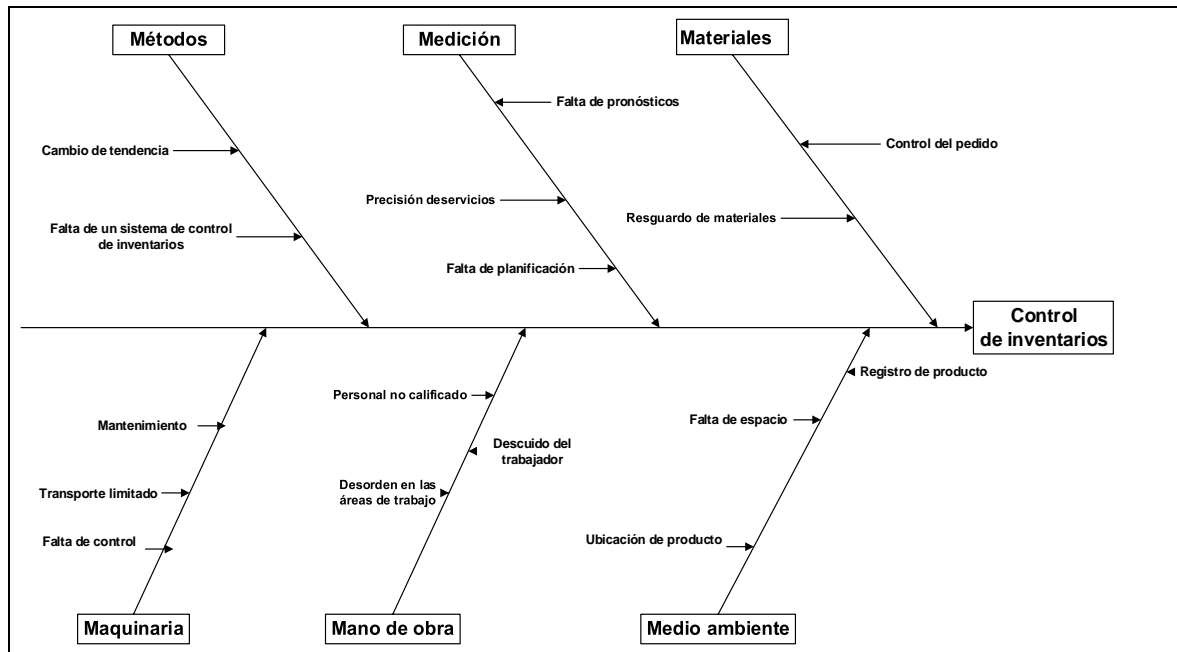 Métodos
Medición
Materiales
Falta de pronósticos
Control del pedido
Cambio de tendencia
Precisión deservicios
Resguardo de materiales
Falta de un sistema de control
de inventarios
Falta de planificación
Control
de inventarios
Registro de producto
Personal no calificado
Falta de espacio
Mantenimiento
Descuido del
trabajador
Desorden en las
áreas de trabajo
Transporte limitado
Falta de control
Ubicación de producto
Maquinaria
Mano de obra
Medio ambiente